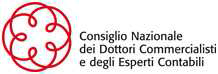 Consiglio Nazionale
dei Dottori Commercialisti
e degli Esperti Contabili